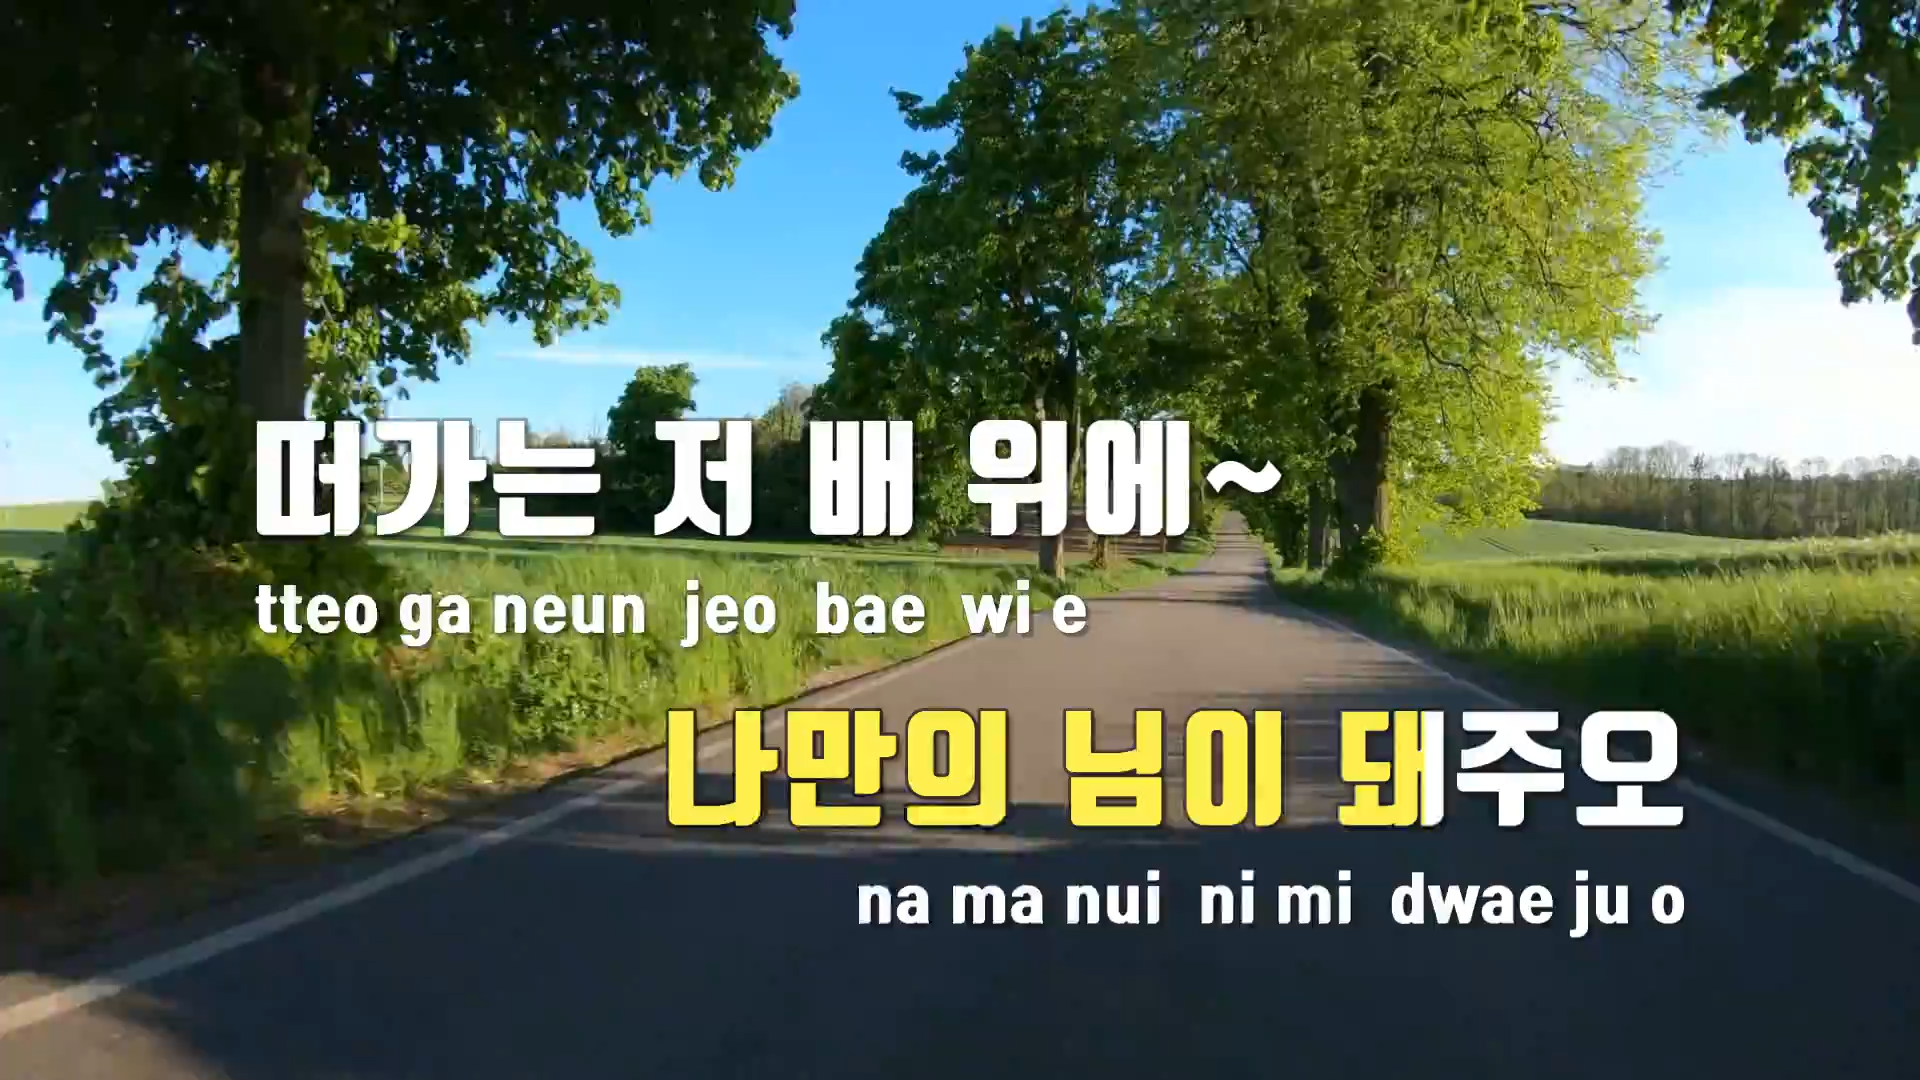 떠가는 저 배 위에~
tteo ga neun jeo bae wi e
나만의 님이 돼주오
na ma nui ni mi dwae ju o